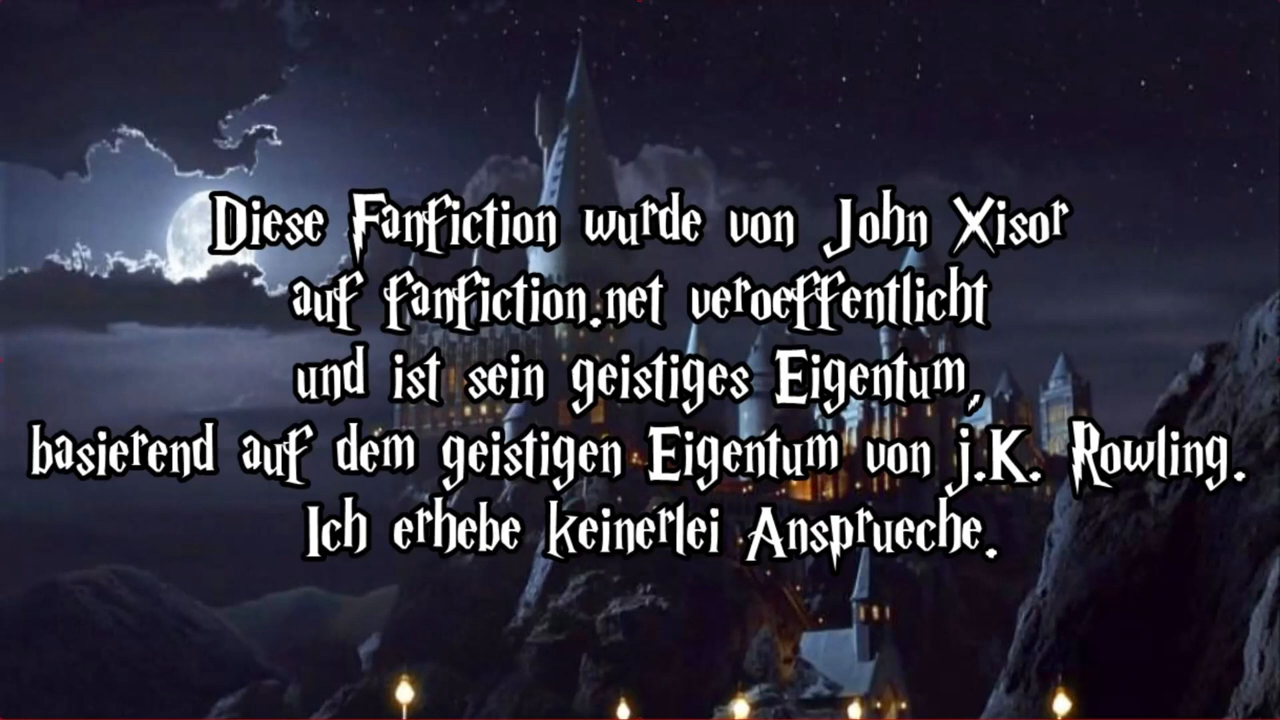 Diese Fanfiction wurde von John Xisor
auf fanfiction.net veroeffentlicht
und ist sein geistiges Eigentum,
basierend auf dem geistigen Eigentum von j.K. Rowling.
Ich erhebe keinerlei Ansprueche.